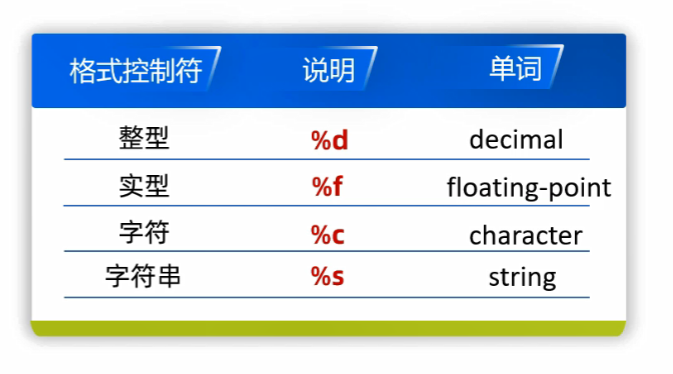 格式控制符 说明 单词
整型 %d decimal
实型 %f floating-point
字符 %c character
字符串 %s string